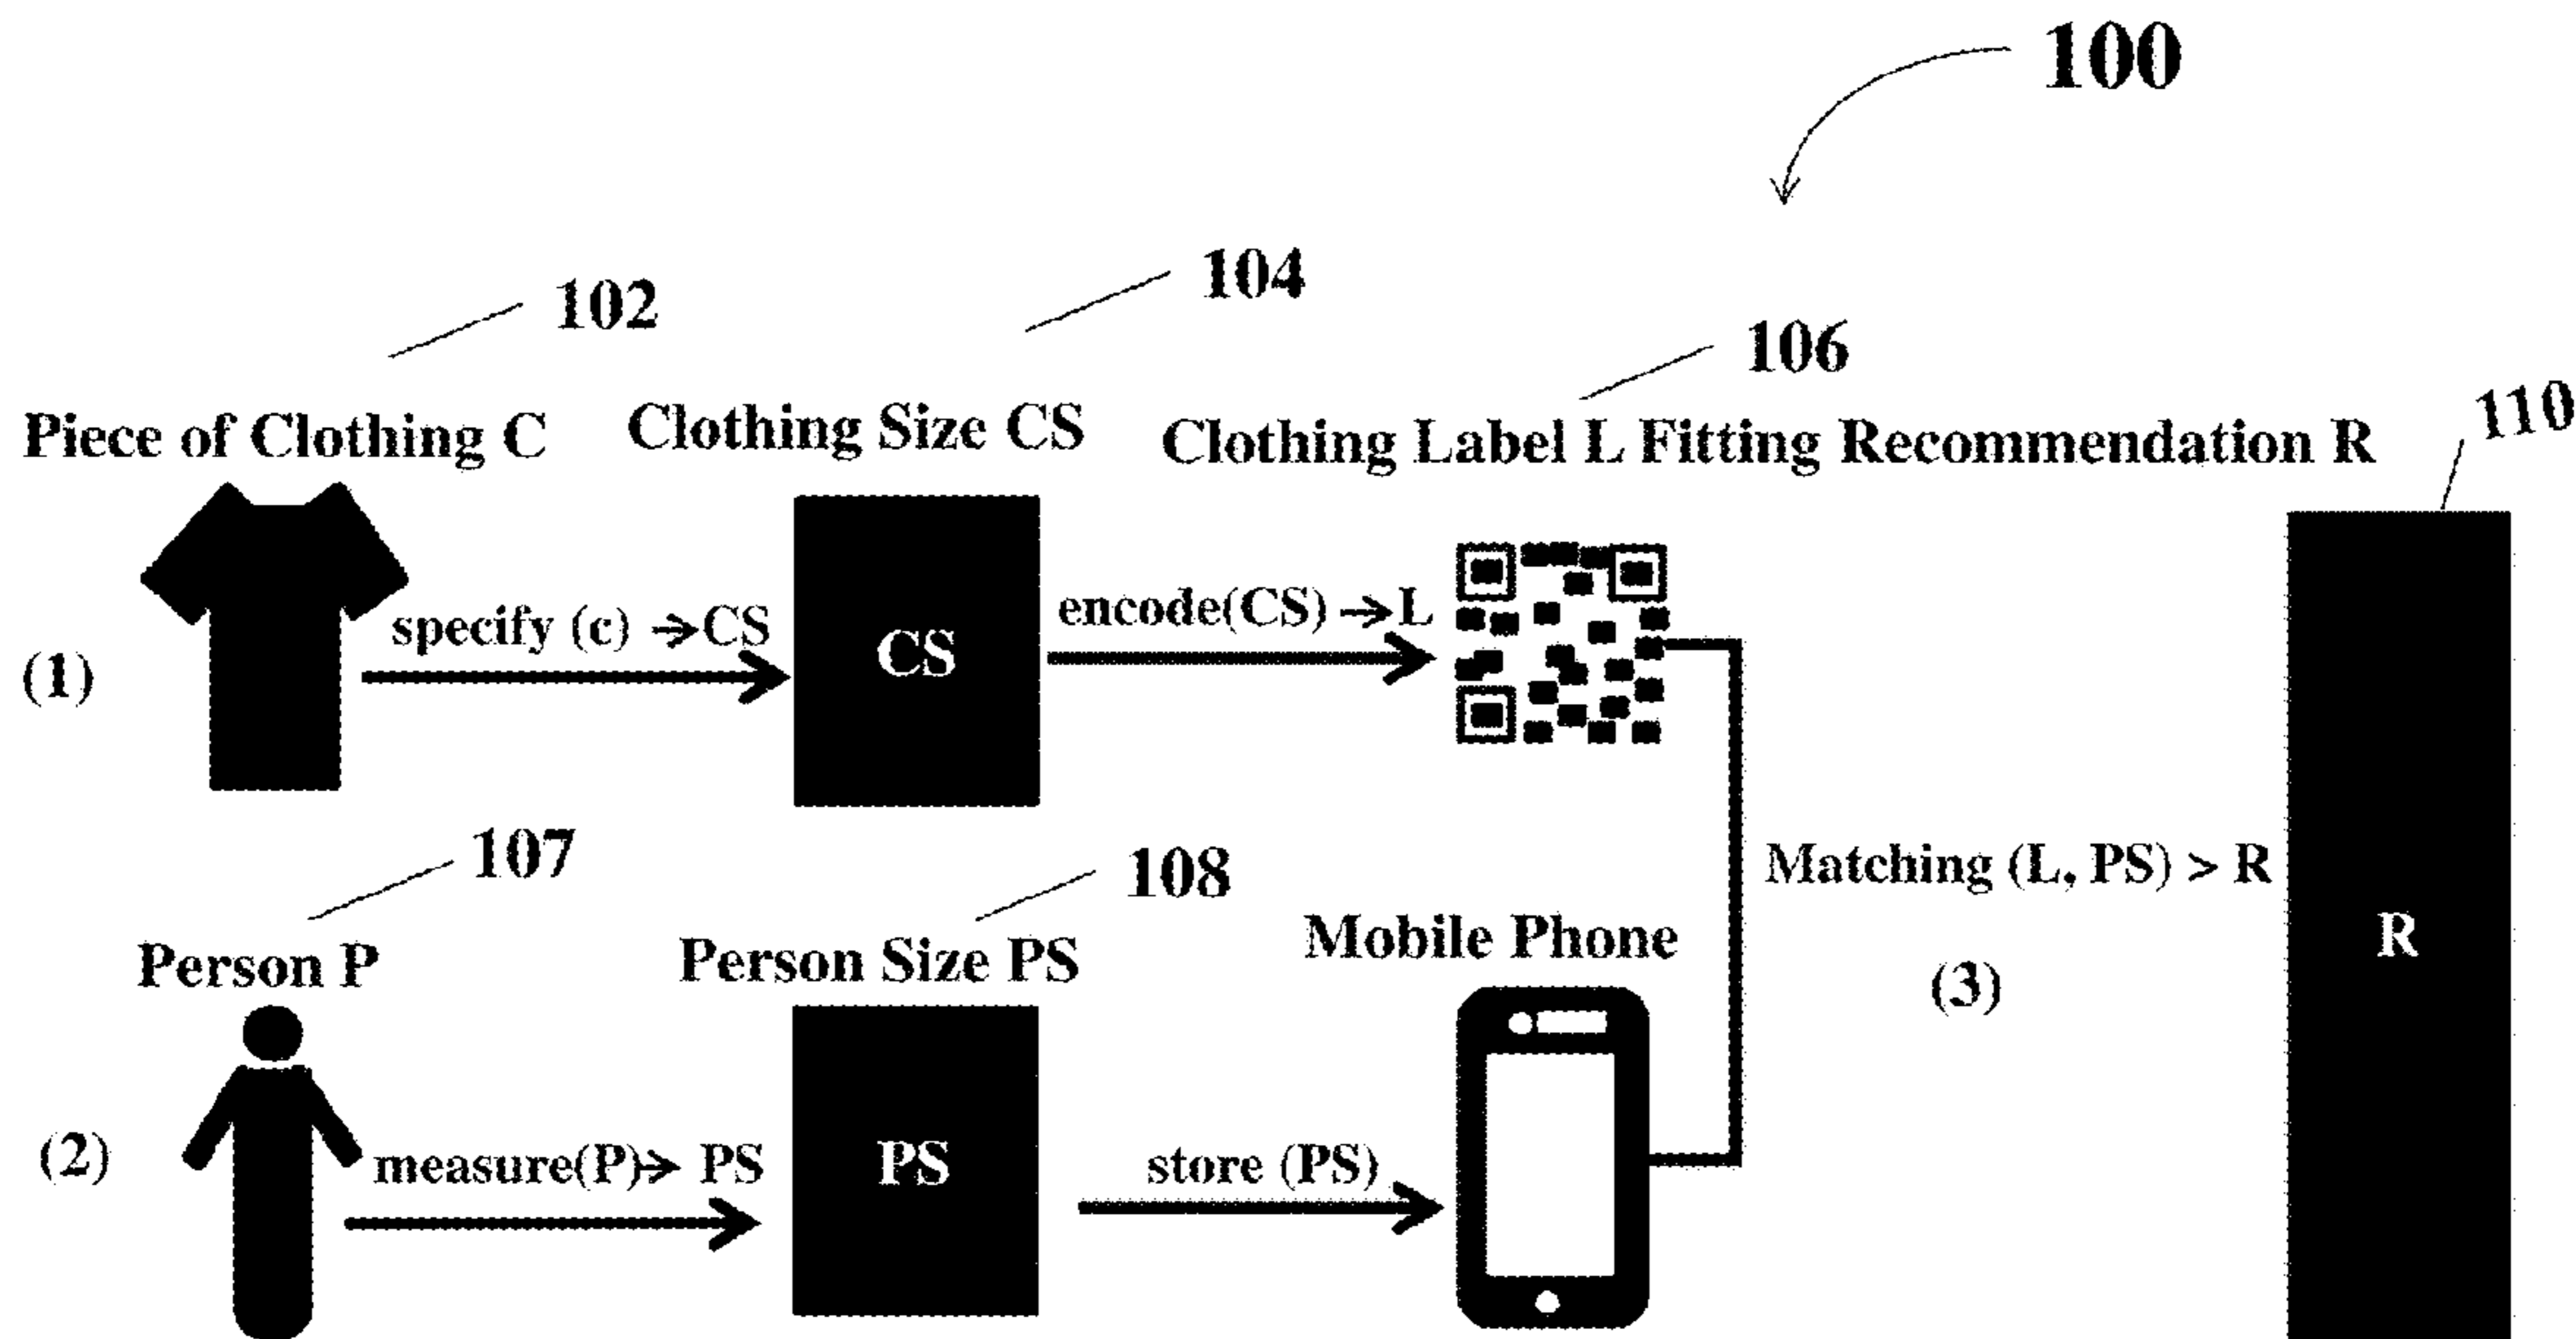 100
102
104
106
110
Piece of Clothing C
Clothing Size CS
Clothing Label L Fitting Recommendation R
(1)
specify (c) →CS
CS
encode(CS) →L
107
108
Matching (L, PS) > R
(3)
R
Person P
Person Size PS
Mobile Phone
(2)
measure(P)→ PS
PS
store (PS)